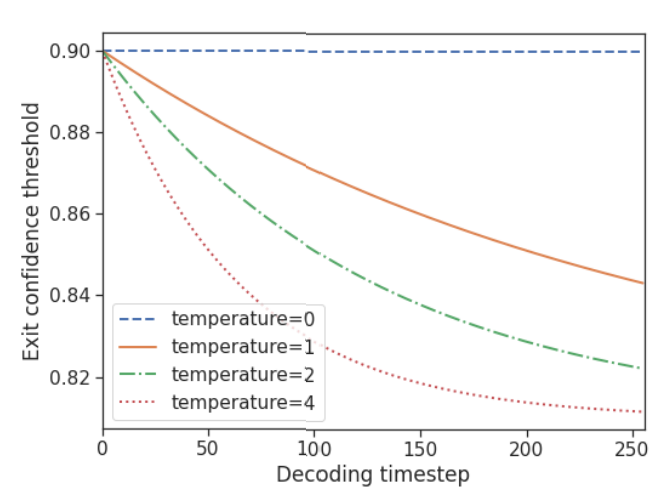 Exit confidence threshold
0.90
0.88
0.86
0.84
0.82
temperature=0
temperature=1
temperature=2
temperature=4
0 50 100 150 200 250
Decoding timestep